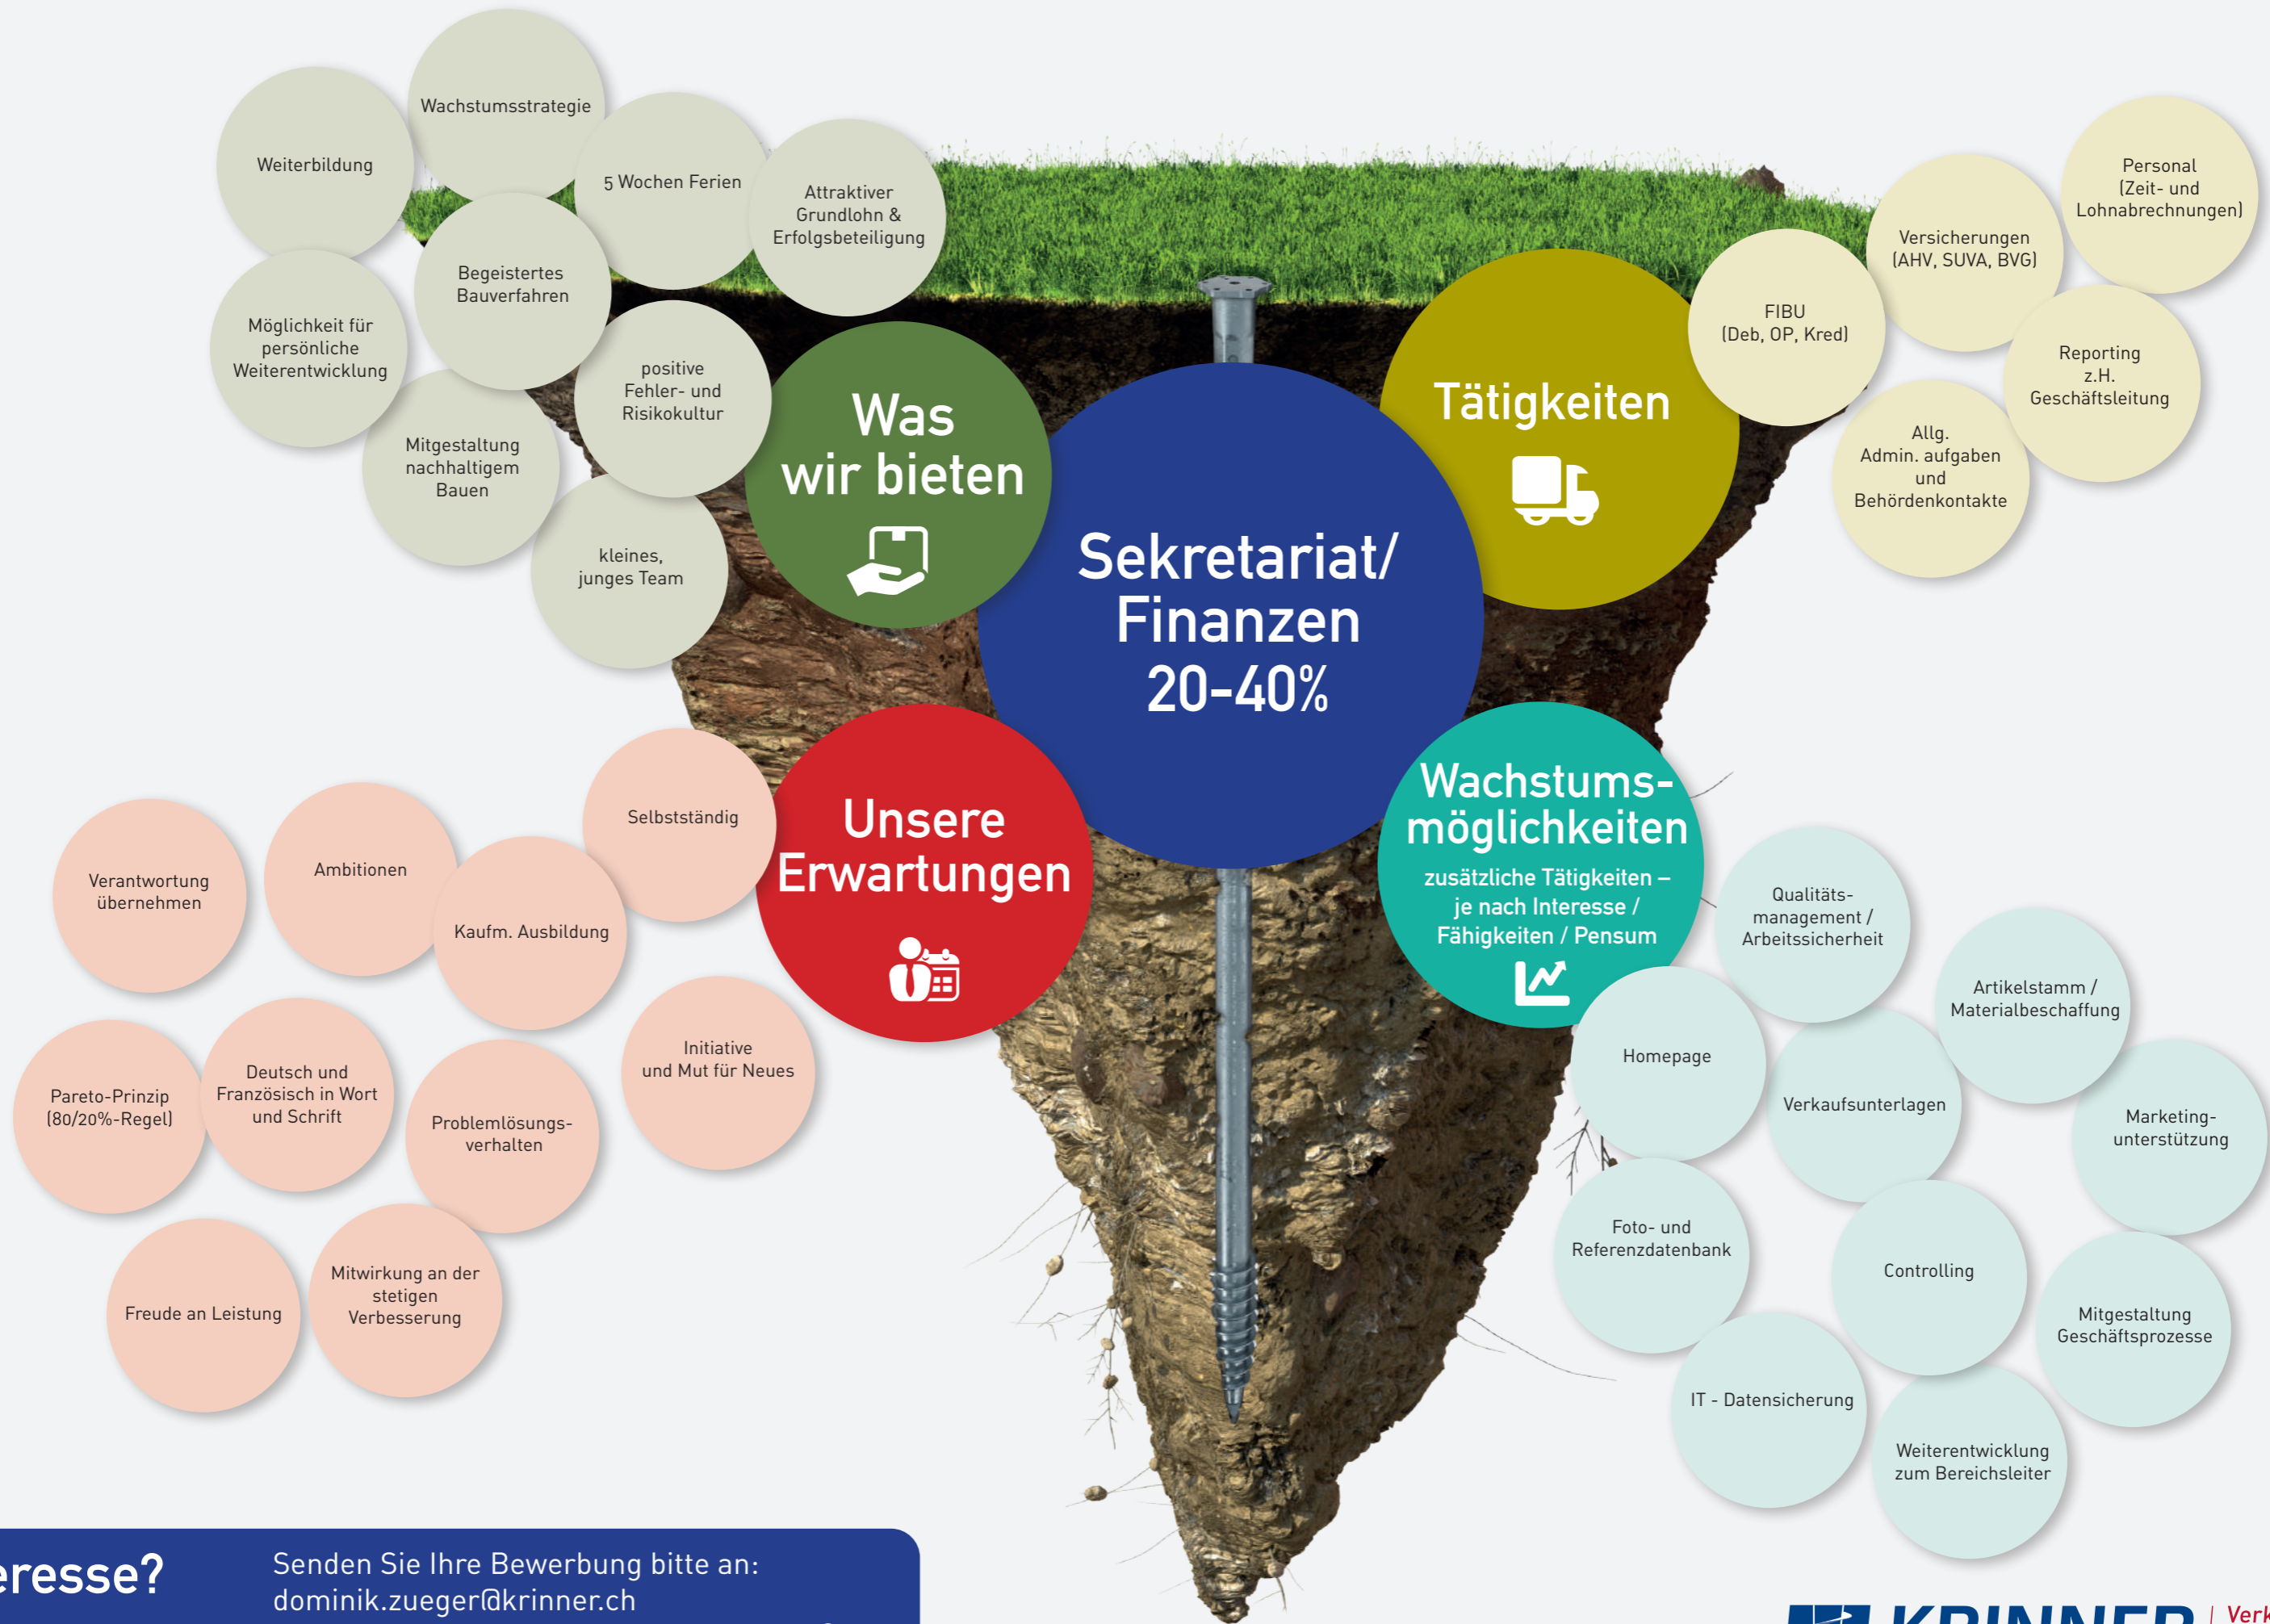 Wachstumsstrategie
Weiterbildung
5 Wochen Ferien
Attraktiver
Grundlohn &
Erfolgsbeteiligung
Begeistertes
Bauverfahren
Möglichkeit für
persönliche
Weiterentwicklung
positive
Fehler- und
Risikokultur
Mitgestaltung
nachhaltigem
Bauen
kleines,
junges Team
Was
wir bieten
Sekretariat/
Finanzen
20-40%
Tätigkeiten
FIBU
(Deb, OP, Kred)
Versicherungen
(AHV, SUVA, BVG)
Personal
(Zeit- und
Lohnabrechnungen)
Reporting
z.H.
Geschäftsleitung
Allg.
Admin. aufgaben
und
Behördenkontakte
Unsere
Erwartungen
Selbstständig
Ambitionen
Verantwortung
übernehmen
Kaufm. Ausbildung
Initiative
und Mut für Neues
Deutsch und
Französisch in Wort
und Schrift
Pareto-Prinzip
(80/20%-Regel)
Problemlösungs-
verhalten
Mitwirkung an der
stetigen
Verbesserung
Freude an Leistung
Wachstums-
möglichkeiten
zusätzliche Tätigkeiten –
je nach Interesse /
Fähigkeiten / Pensum
Qualitäts-
management /
Arbeitssicherheit
Artikelstamm /
Materialbeschaffung
Homepage
Verkaufsunterlagen
Marketing-
unterstützung
Foto- und
Referenzdatenbank
Controlling
Mitgestaltung
Geschäftsprozesse
IT - Datensicherung
Weiterentwicklung
zum Bereichsleiter
eresse?
Senden Sie Ihre Bewerbung bitte an:
dominik.zueger@krinner.ch
KRINNER